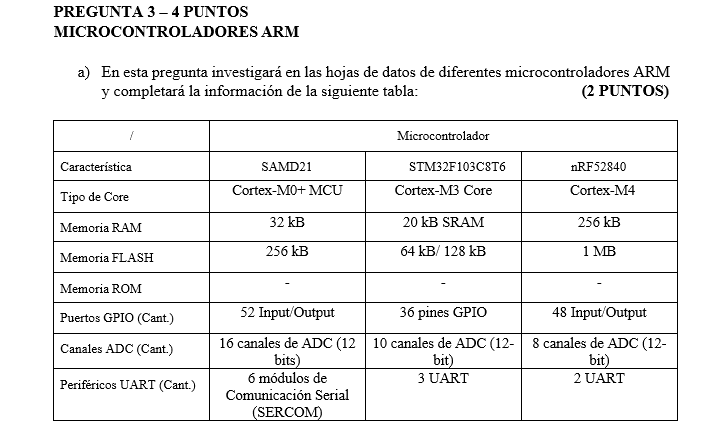 PREGUNTA 3 – 4 PUNTOS
MICROCONTROLADORES ARM
a) En esta pregunta investigará en las hojas de datos de diferentes microcontroladores ARM
y completará la información de la siguiente tabla: (2 PUNTOS)
/ Microcontrolador
Característica SAMD21 STM32F103C8T6 nRF52840
Tipo de Core Cortex-M0+ MCU Cortex-M3 Core Cortex-M4
Memoria RAM 32 kB 20 kB SRAM 256 kB
Memoria FLASH 256 kB 64 kB/ 128 kB 1 MB
Memoria ROM - - -
Puertos GPIO (Cant.) 52 Input/Output 36 pines GPIO 48 Input/Output
Canales ADC (Cant.) 16 canales de ADC (12 10 canales de ADC (12- 8 canales de ADC (12-
bits) bit) bit)
Periféricos UART (Cant.) 6 módulos de 3 UART 2 UART
Comunicación Serial
(SERCOM)